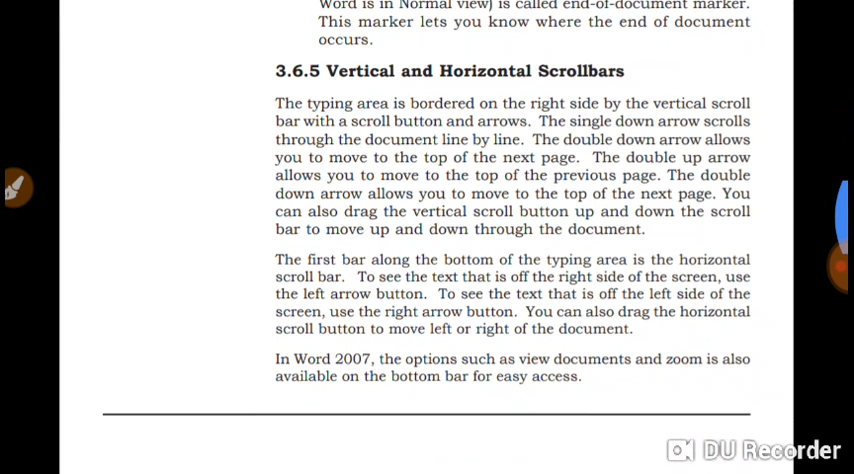 Word is in Normal view) is called end-of-document marker.
This marker lets you know where the end of document
occurs.
3.6.5 Vertical and Horizontal Scrollbars
The typing area is bordered on the right side by the vertical scroll
bar with a scroll button and arrows. The single down arrow scrolls
through the document line by line. The double down arrow allows
you to move to the top of the next page. The double up arrow
allows you to move to the top of the previous page. The double
down arrow allows you to move to the top of the next page. You
can also drag the vertical scroll button up and down the scroll
bar to move up and down through the document.
The first bar along the bottom of the typing area is the horizontal
scroll bar. To see the text that is off the right side of the screen, use
the left arrow button. To see the text that is off the left side of the
screen, use the right arrow button. You can also drag the horizontal
scroll button to move left or right of the document.
In Word 2007, the options such as view documents and zoom is also
available on the bottom bar for easy access.
DU Recorder